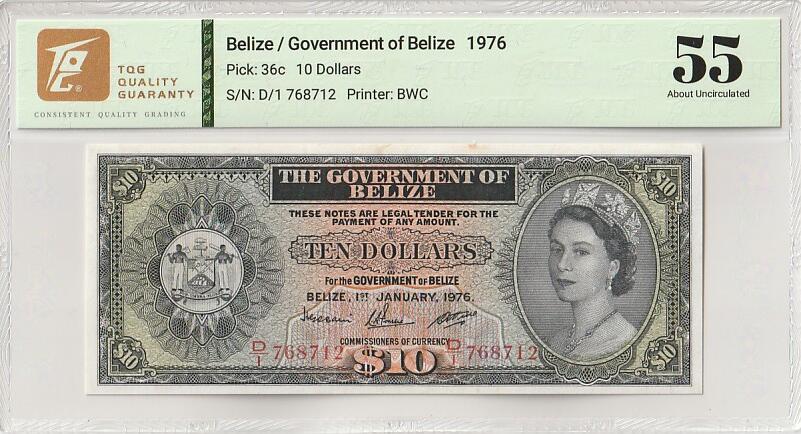 TQG
QUALITY
GUARANTY
CONSISTENT QUALITY GRADING
Belize / Government of Belize 1976
Pick: 36c 10 Dollars
S/N: D/1 768712 Printer: BWC
55
About Uncirculated
$10
$10
THE GOVERNMENT OF
BELIZE
THESE NOTES ARE LEGAL TENDER FOR THE
PAYMENT OF ANY AMOUNT.
TEN DOLLARS
For the GOVERNMENT OF BELIZE
BELIZE, 1ST JANUARY, 1976.
COMMISSIONERS OF CURRENCY
D/1 768712
D/1 768712
$10
$10
$10